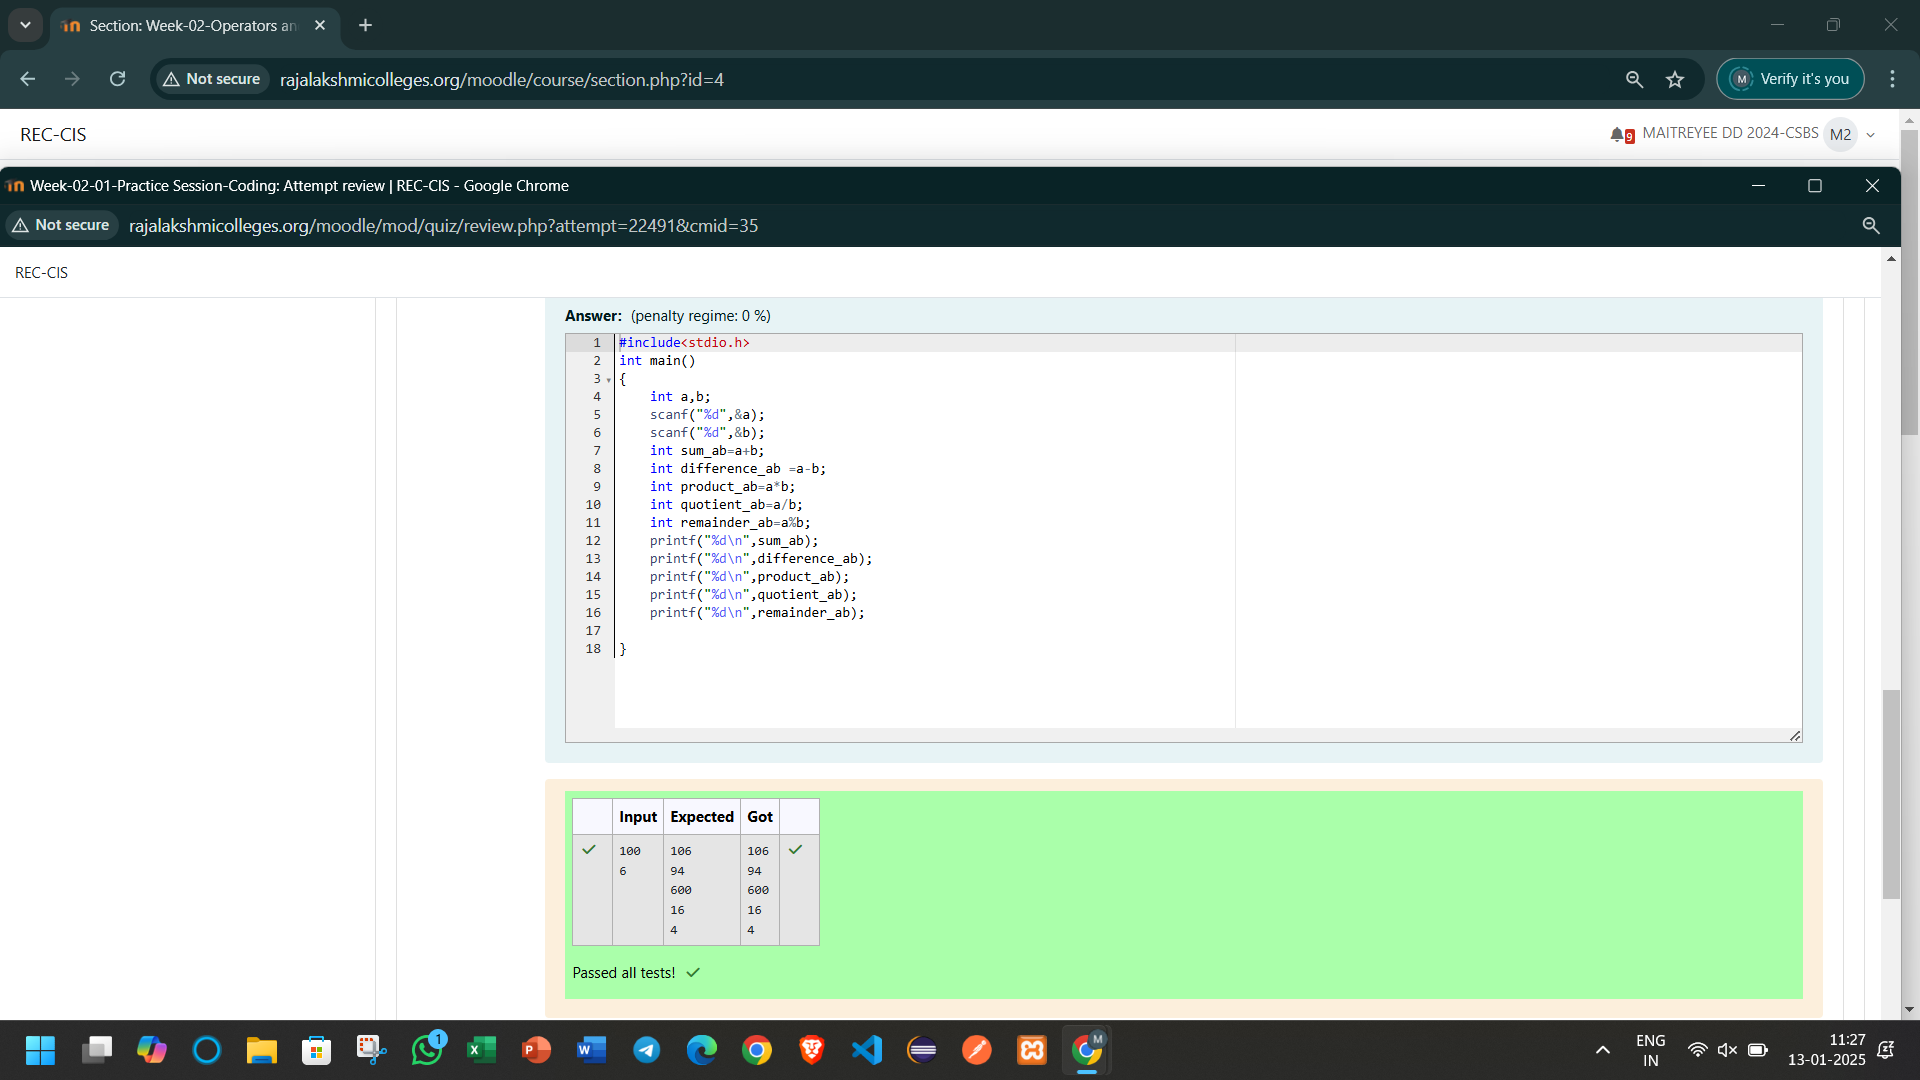 Section: Week-02-Operators an
Not secure
rajalakshmicolleges.org/moodle/course/section.php?id=4
M
Verify it's you
REC-CIS
9
MAITREYEE DD 2024-CSBS
M2
Week-02-01-Practice Session-Coding: Attempt review | REC-CIS - Google Chrome
Not secure
rajalakshmicolleges.org/moodle/mod/quiz/review.php?attempt=22491&cmid=35
REC-CIS
Answer: (penalty regime: 0 %)
1 #include<stdio.h>
2 int main()
3 {
4 int a,b;
5 scanf("%d",&a);
6 scanf("%d",&b);
7 int sum_ab=a+b;
8 int difference_ab =a-b;
9 int product_ab=a*b;
10 int quotient_ab=a/b;
11 int remainder_ab=a%b;
12 printf("%d\n",sum_ab);
13 printf("%d\n",difference_ab);
14 printf("%d\n",product_ab);
15 printf("%d\n",quotient_ab);
16 printf("%d\n",remainder_ab);
17
18 }
Input Expected Got
100 106 106
6 94 94
600 600
16 16
4 4
Passed all tests!
1
M
ENG
IN
11:27
13-01-2025